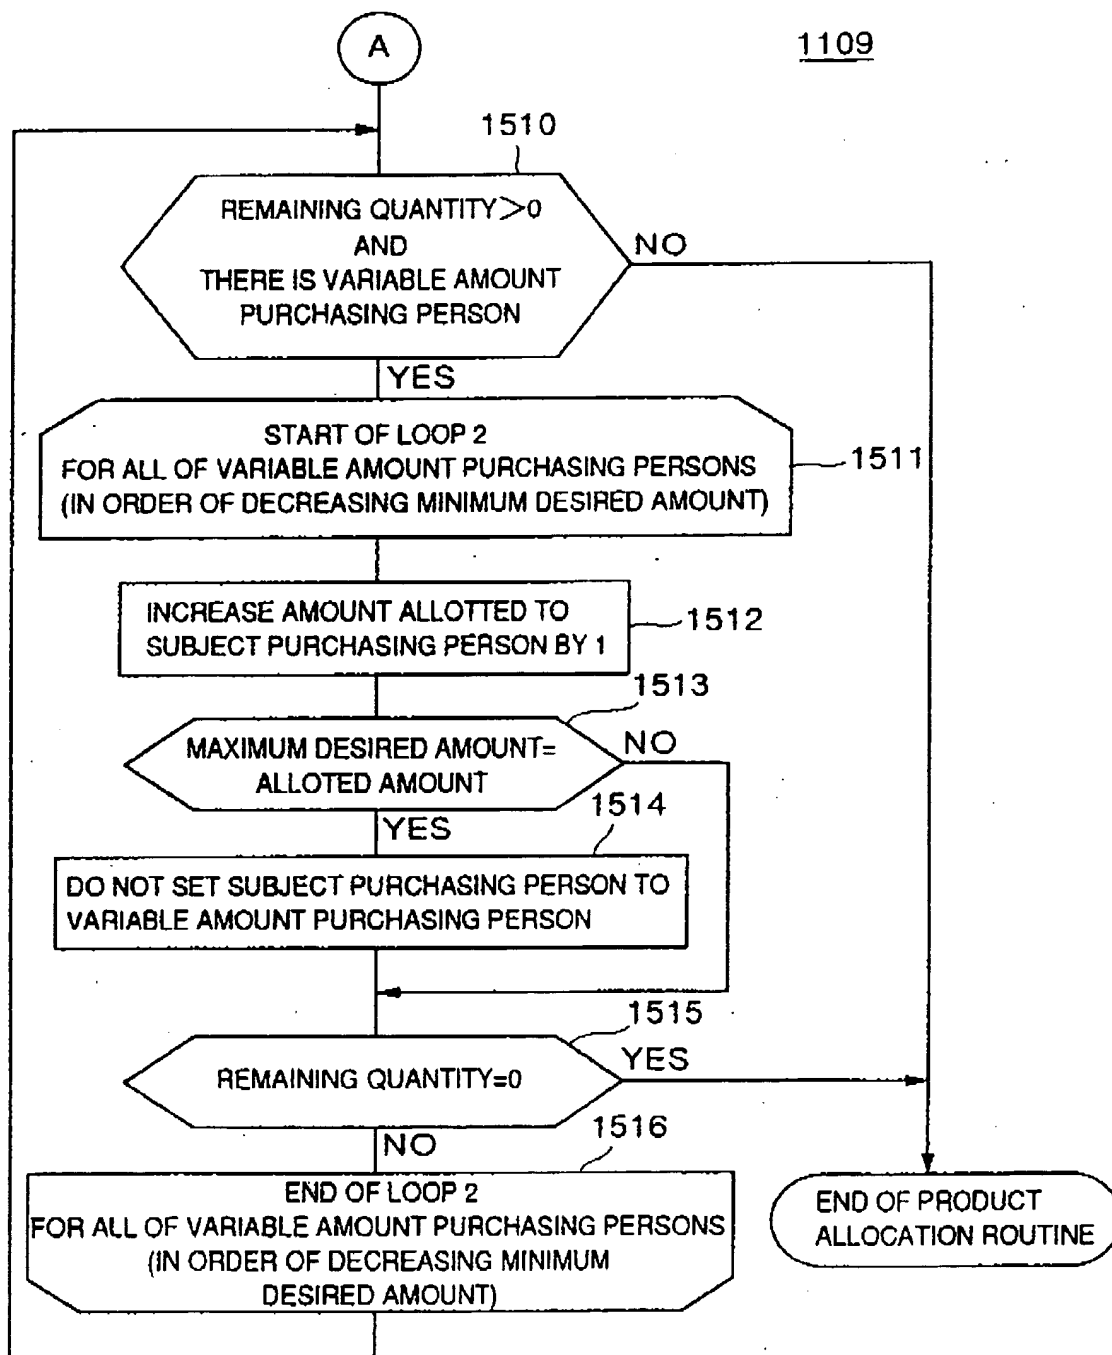 A
1109
1510
REMAINING QUANTITY>0
AND
THERE IS VARIABLE AMOUNT
PURCHASING PERSON
NO
YES
START OF LOOP 2
FOR ALL OF VARIABLE AMOUNT PURCHASING PERSONS
(IN ORDER OF DECREASING MINIMUM DESIRED AMOUNT)
1511
INCREASE AMOUNT ALLOTTED TO
SUBJECT PURCHASING PERSON BY 1
1512
1513
MAXIMUM DESIRED AMOUNT=
ALLOTED AMOUNT
NO
YES
1514
DO NOT SET SUBJECT PURCHASING PERSON TO
VARIABLE AMOUNT PURCHASING PERSON
1515
REMAINING QUANTITY=0
YES
NO
1516
END OF LOOP 2
FOR ALL OF VARIABLE AMOUNT PURCHASING PERSONS
(IN ORDER OF DECREASING MINIMUM
DESIRED AMOUNT)
END OF PRODUCT
ALLOCATION ROUTINE